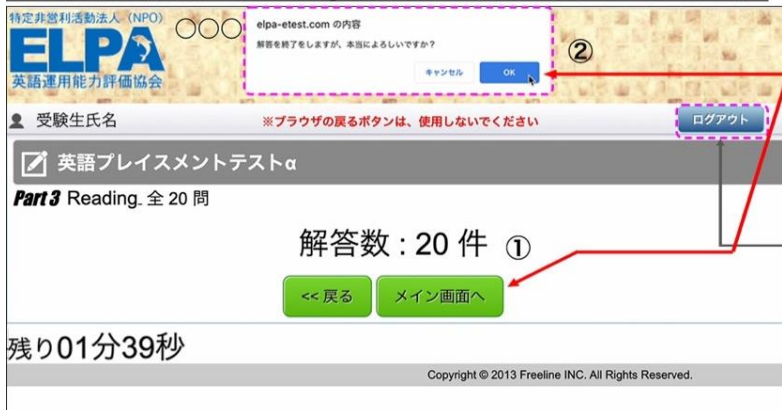 特定非営利活動法人(NPO)
ELPA
英語運用能力評価協会
○○○
elpa-etest.com の内容
解答を終了をしますが、本当によろしいですか？
キャンセル OK
②
受験生氏名 ※ブラウザの戻るボタンは、使用しないでください ログアウト
英語プレイスメントテストα
Part 3 Reading. 全 20 問
解答数 : 20 件 ①
<< 戻る メイン画面へ
残り01分39秒
Copyright © 2013 Freeline INC. All Rights Reserved.